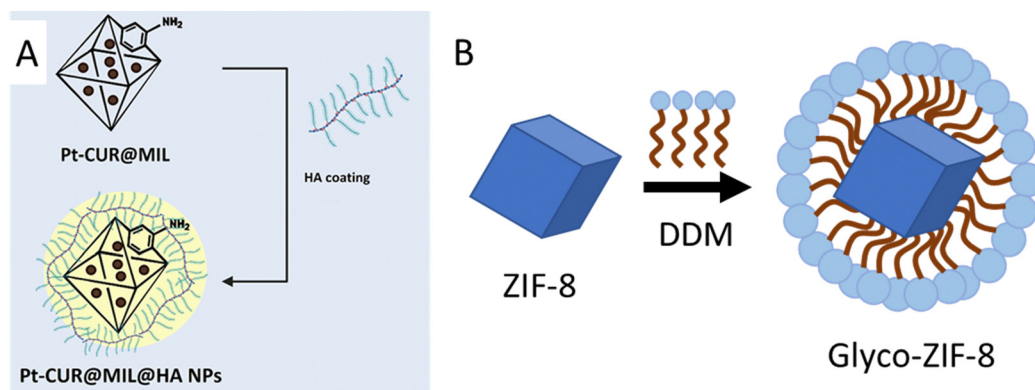 A
NH₂
Pt-CUR@MIL
HA coating
NH₂
Pt-CUR@MIL@HA NPs
B
ZIF-8
DDM
Glyco-ZIF-8